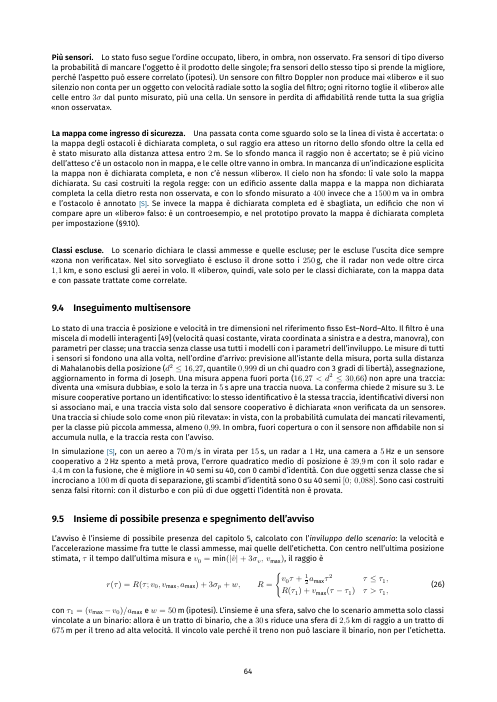 Più sensori. Lo stato fuso segue l'ordine occupato, libero, in ombra, non osservato. Fra sensori di tipo diverso
la probabilità di mancare l'oggetto è il prodotto delle singole; fra sensori dello stesso tipo si prende la migliore,
perché l'aspetto può essere correlato (ipotesi). Un sensore con filtro Doppler non produce mai «libero» e il suo
silenzio non conta per un oggetto con velocità radiale sotto la soglia del filtro; ogni ritorno toglie il «libero» alle
celle entro 3σ dal punto misurato, più una cella. Un sensore in perdita di affidabilità rende tutta la sua griglia
«non osservata».
La mappa come ingresso di sicurezza. Una passata conta come sguardo solo se la linea di vista è accertata: o
la mappa degli ostacoli è dichiarata completa, o sul raggio era atteso un ritorno dello sfondo oltre la cella ed
è stato misurato alla distanza attesa entro 2 m. Se lo sfondo manca il raggio non è accertato; se è più vicino
dell'atteso c'è un ostacolo non in mappa, e le celle oltre vanno in ombra. In mancanza di un'indicazione esplicita
la mappa non è dichiarata completa, e non c'è nessun «libero». Il cielo non ha sfondo: lì vale solo la mappa
dichiarata. Su casi costruiti la regola regge: con un edificio assente dalla mappa e la mappa non dichiarata
completa la cella dietro resta non osservata, e con lo sfondo misurato a 400 invece che a 1500 m va in ombra
e l'ostacolo è annotato [S]. Se invece la mappa è dichiarata completa ed è sbagliata, un edificio che non vi
compare apre un «libero» falso: è un controesempio, e nel prototipo provato la mappa è dichiarata completa
per impostazione (§9.10).
Classi escluse. Lo scenario dichiara le classi ammesse e quelle escluse; per le escluse l'uscita dice sempre
«zona non verificata». Nel sito sorvegliato è escluso il drone sotto i 250 g, che il radar non vede oltre circa
1,1 km, e sono esclusi gli aerei in volo. Il «libero», quindi, vale solo per le classi dichiarate, con la mappa data
e con passate trattate come correlate.
9.4 Inseguimento multisensore
Lo stato di una traccia è posizione e velocità in tre dimensioni nel riferimento fisso Est–Nord–Alto. Il filtro è una
miscela di modelli interagenti [49] (velocità quasi costante, virata coordinata a sinistra e a destra, manovra), con
parametri per classe; una traccia senza classe usa tutti i modelli con i parametri dell'inviluppo. Le misure di tutti
i sensori si fondono una alla volta, nell'ordine d'arrivo: previsione all'istante della misura, porta sulla distanza
di Mahalanobis della posizione (d² ≤ 16,27, quantile 0,999 di un chi quadro con 3 gradi di libertà), assegnazione,
aggiornamento in forma di Joseph. Una misura appena fuori porta (16,27 < d² ≤ 30,66) non apre una traccia:
diventa una «misura dubbia», e solo la terza in 5 s apre una traccia nuova. La conferma chiede 2 misure su 3. Le
misure cooperative portano un identificativo: lo stesso identificativo è la stessa traccia, identificativi diversi non
si associano mai, e una traccia vista solo dal sensore cooperativo è dichiarata «non verificata da un sensore».
Una traccia si chiude solo come «non più rilevata»: in vista, con la probabilità cumulata dei mancati rilevamenti,
per la classe più piccola ammessa, almeno 0,99. In ombra, fuori copertura o con il sensore non affidabile non si
accumula nulla, e la traccia resta con l'avviso.
In simulazione [S], con un aereo a 70 m/s in virata per 15 s, un radar a 1 Hz, una camera a 5 Hz e un sensore
cooperativo a 2 Hz spento a metà prova, l'errore quadratico medio di posizione è 39,9 m con il solo radar e
4,4 m con la fusione, che è migliore in 40 semi su 40, con 0 cambi d'identità. Con due oggetti senza classe che si
incrociano a 100 m di quota di separazione, gli scambi d'identità sono 0 su 40 semi [0; 0,088]. Sono casi costruiti
senza falsi ritorni: con il disturbo e con più di due oggetti l'identità non è provata.
9.5 Insieme di possibile presenza e spegnimento dell'avviso
L'avviso è l'insieme di possibile presenza del capitolo 5, calcolato con l'inviluppo dello scenario: la velocità e
l'accelerazione massime fra tutte le classi ammesse, mai quelle dell'etichetta. Con centro nell'ultima posizione
stimata, τ il tempo dall'ultima misura e v₀ = min(|v̂| + 3σᵥ, vₘₐₓ), il raggio è
r(τ) = R(τ; v₀, vₘₐₓ, aₘₐₓ) + 3σₚ + w, R = { v₀τ + ½aₘₐₓτ² τ ≤ τ₁, R(τ₁) + vₘₐₓ(τ − τ₁) τ > τ₁, (26)
con τ₁ = (vₘₐₓ − v₀)/aₘₐₓ e w = 50 m (ipotesi). L'insieme è una sfera, salvo che lo scenario ammetta solo classi
vincolate a un binario: allora è un tratto di binario, che a 30 s riduce una sfera di 2,5 km di raggio a un tratto di
675 m per il treno ad alta velocità. Il vincolo vale perché il treno non può lasciare il binario, non per l'etichetta.
64